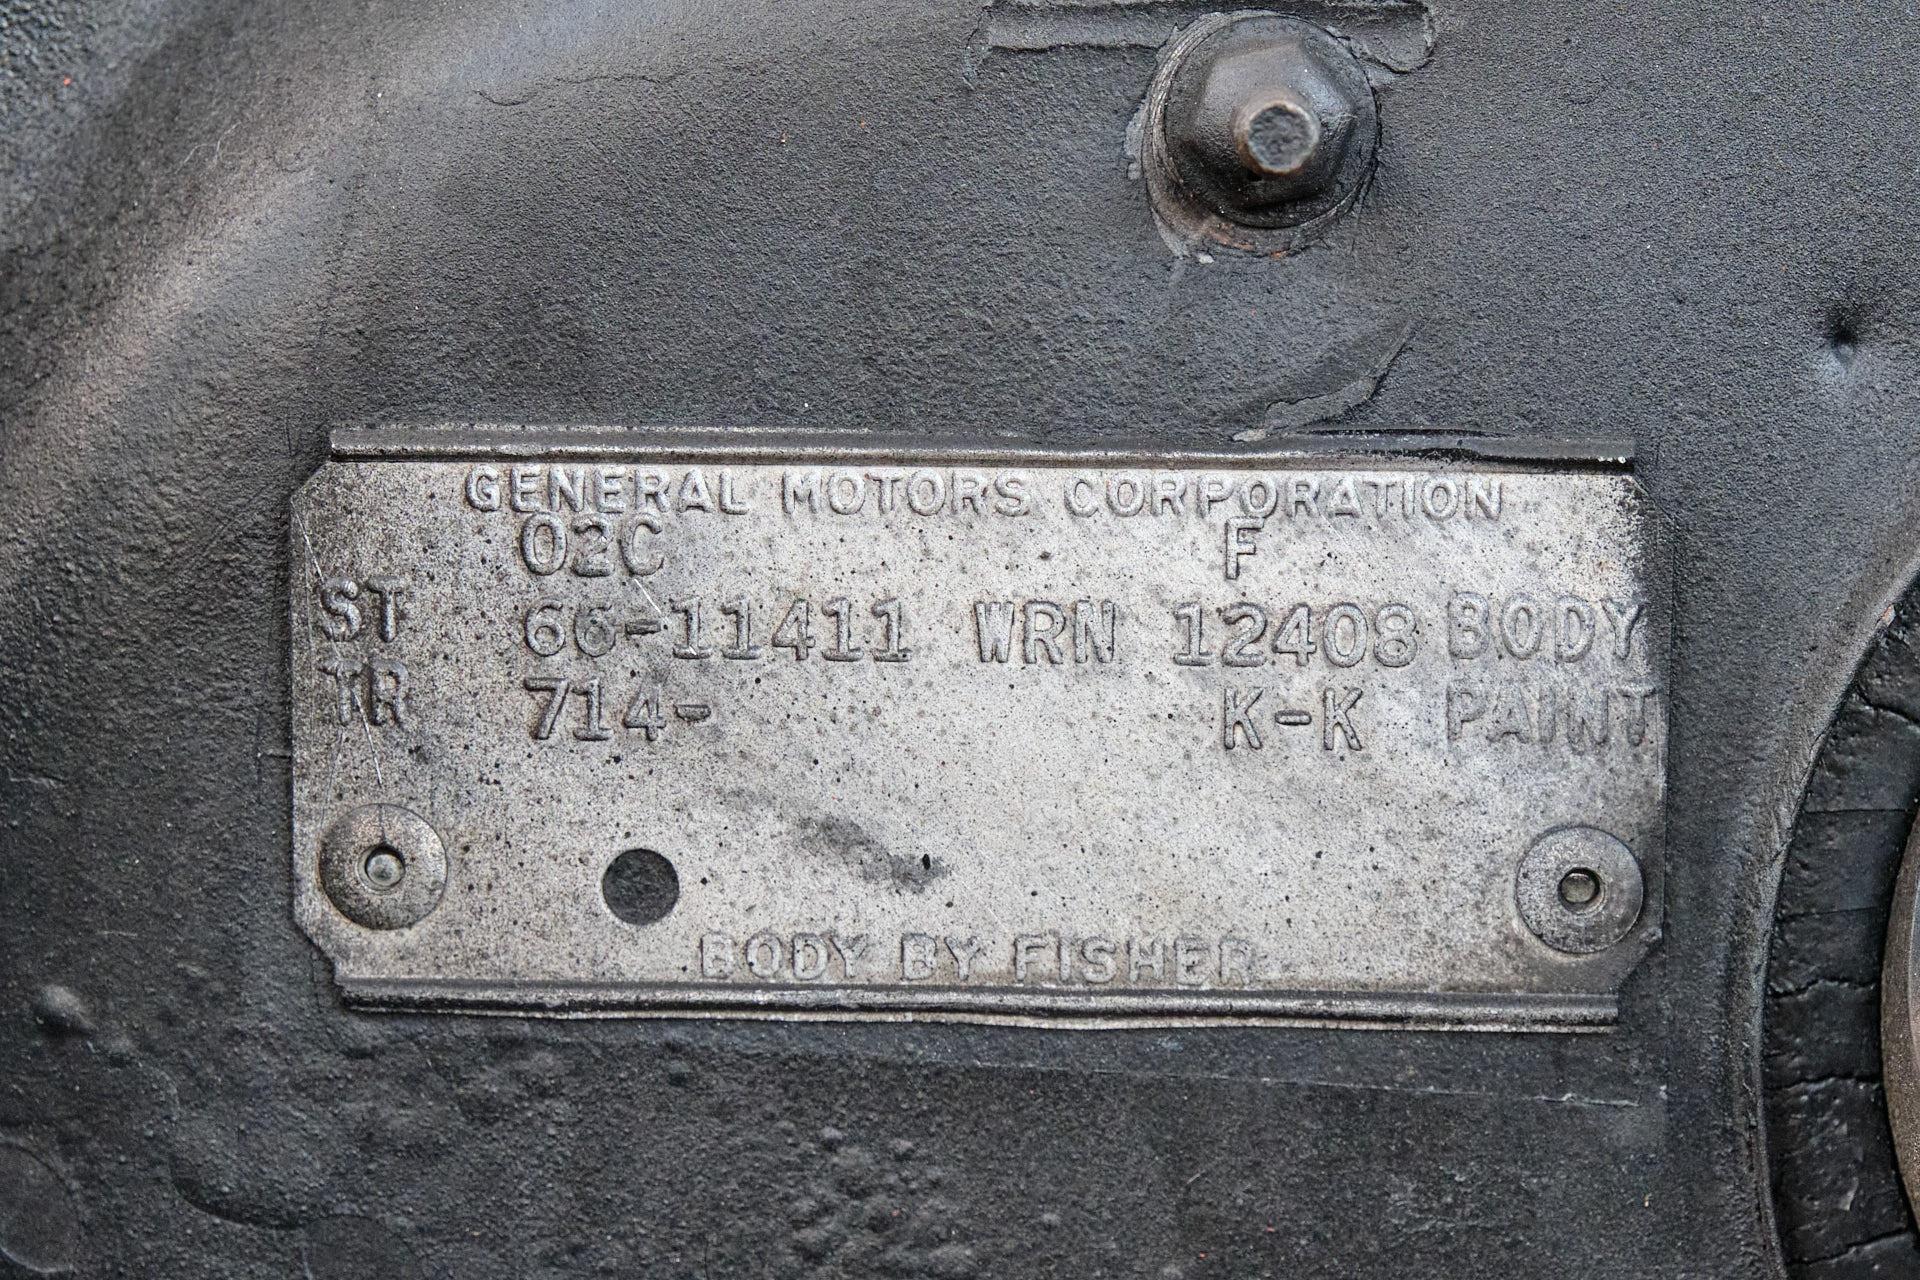 GENERAL MOTORS CORPORATION
02C F
ST 66-11411 WRN 12408 BODY
TR 714- K-K PAINT
BODY BY FISHER